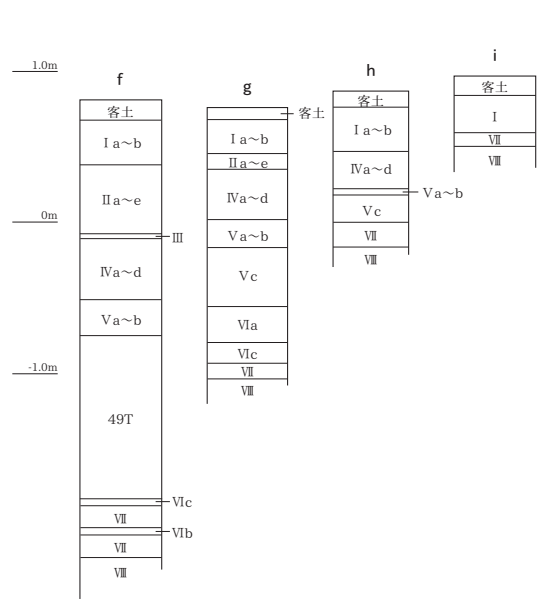 1.0m
0m
-1.0m
f
客土
Ⅰa～b
Ⅱa～e
Ⅲ
Ⅳa～d
Ⅴa～b
49T
Ⅵc
Ⅶ
Ⅵb
Ⅶ
Ⅷ
g
客土
Ⅰa～b
Ⅱa～e
Ⅳa～d
Ⅴa～b
Ⅴc
Ⅵa
Ⅵc
Ⅶ
Ⅷ
h
客土
Ⅰa～b
Ⅳa～d
Ⅴa～b
Ⅴc
Ⅶ
Ⅷ
i
客土
Ⅰ
Ⅶ
Ⅷ